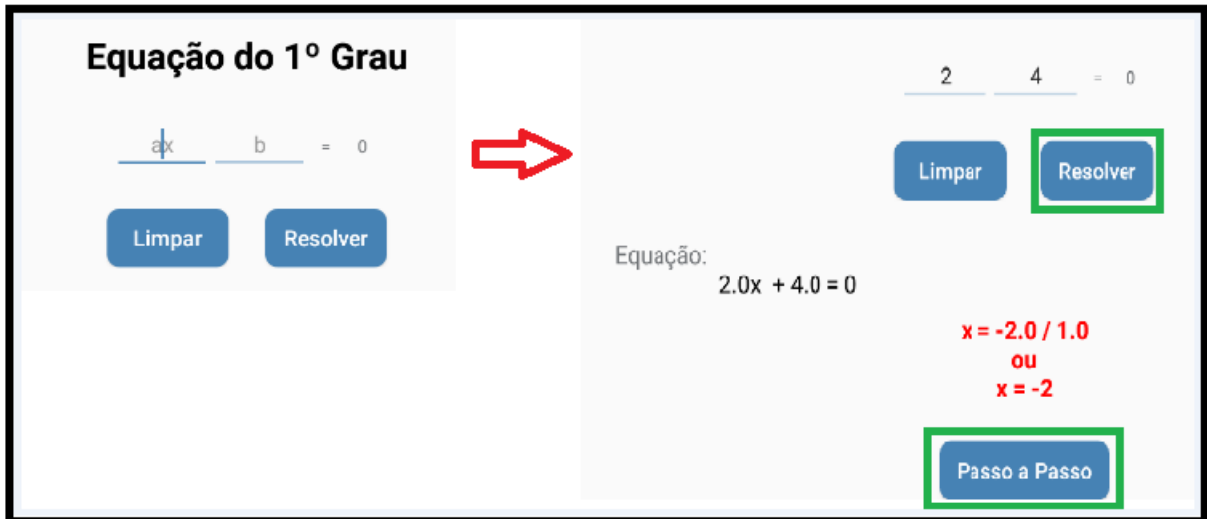 Equação do 1º Grau
ax b = 0
Limpar Resolver
2 4 = 0
Limpar Resolver
Equação:
2.0x + 4.0 = 0
x = -2.0 / 1.0
ou
x = -2
Passo a Passo